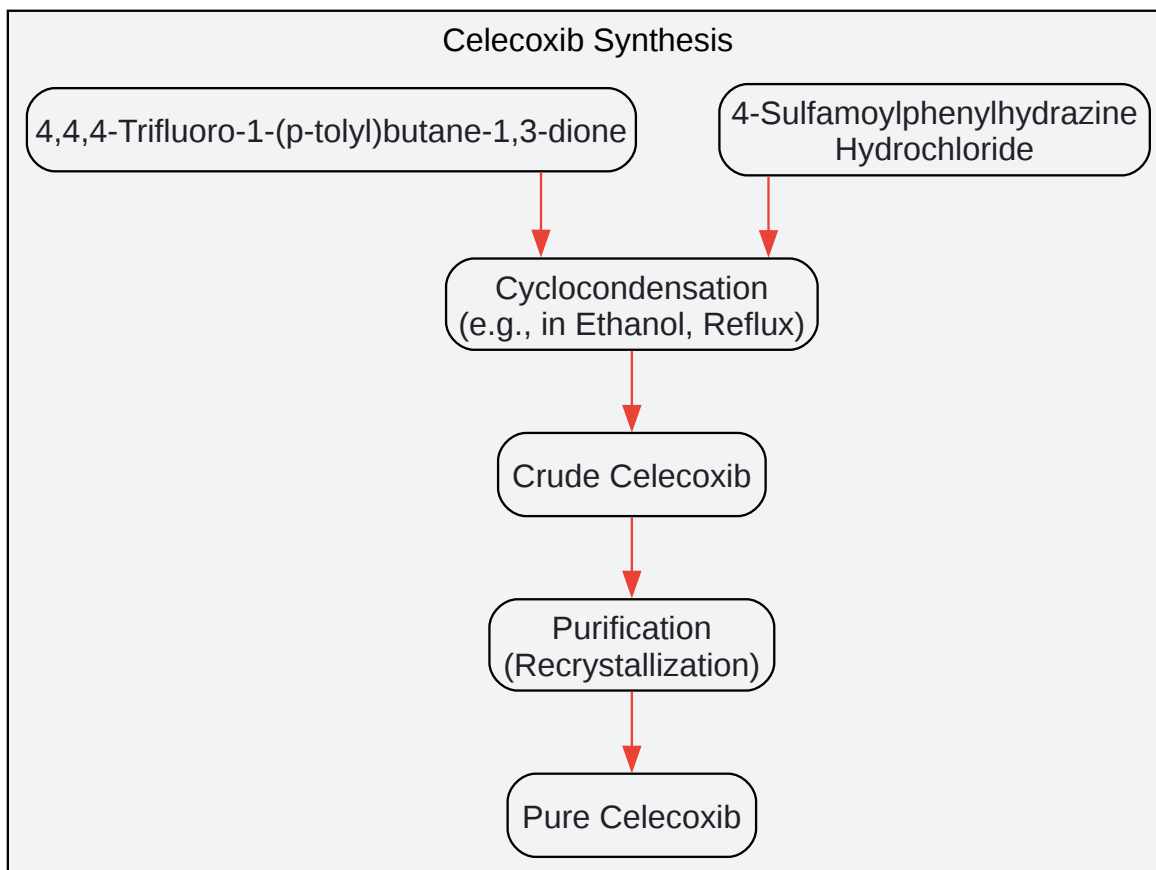 Celecoxib Synthesis
4,4,4-Trifluoro-1-(p-tolyl)butane-1,3-dione
4-Sulfamoylphenylhydrazine
Hydrochloride
Cyclocondensation
(e.g., in Ethanol, Reflux)
Crude Celecoxib
Purification
(Recrystallization)
Pure Celecoxib